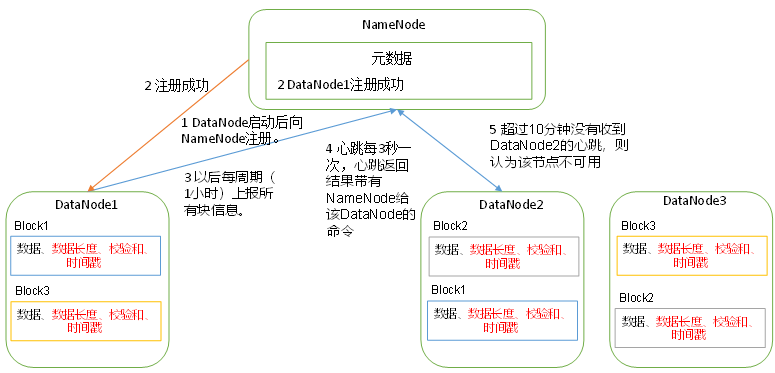 NameNode
元数据
2 DataNode1注册成功
2 注册成功
1 DataNode启动后向
NameNode注册。
3 以后每周期（
1小时）上报所
有块信息。
4 心跳每3秒一
次，心跳返回
结果带有
NameNode给
该DataNode的
命令
5 超过10分钟没有收到
DataNode2的心跳，则
认为该节点不可用
DataNode1
Block1
数据、数据长度、校验和、
时间戳
Block3
数据、数据长度、校验和、
时间戳
DataNode2
Block2
数据、数据长度、校验和、
时间戳
Block1
数据、数据长度、校验和、
时间戳
DataNode3
Block3
数据、数据长度、校验和、
时间戳
Block2
数据、数据长度、校验和、
时间戳